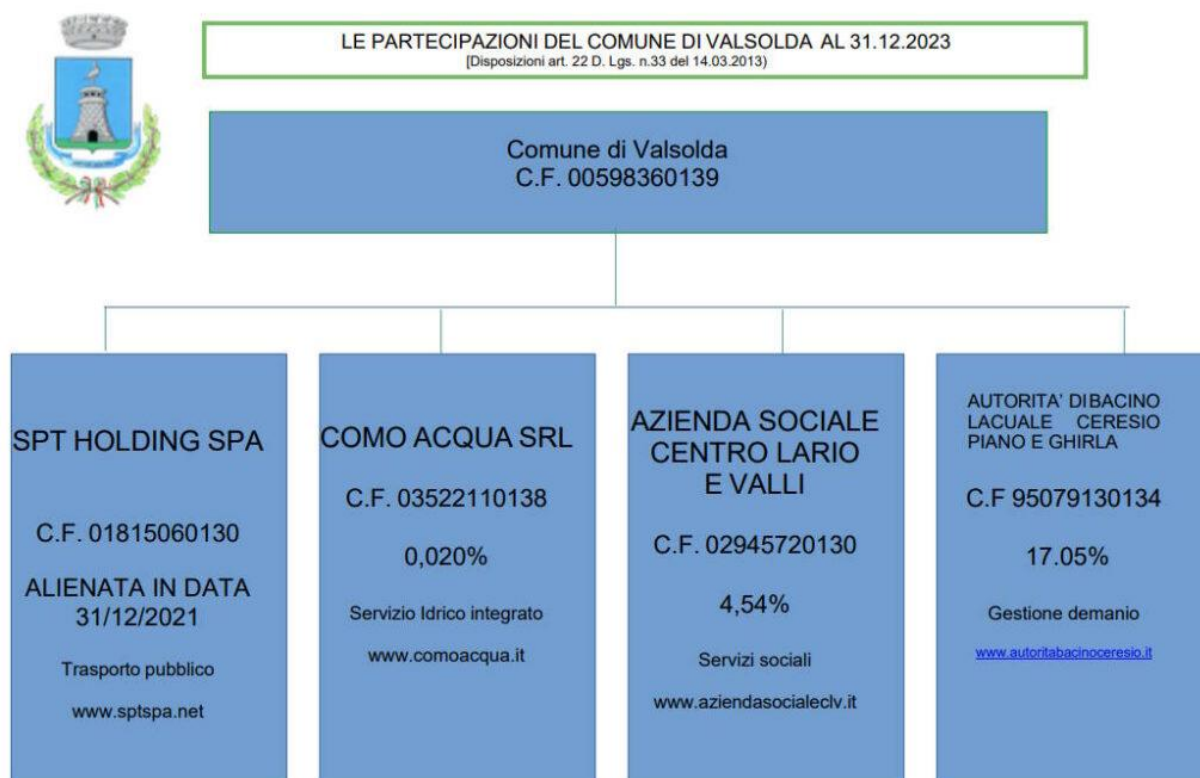 LE PARTECIPAZIONI DEL COMUNE DI VALSOLDA AL 31.12.2023
[Disposizioni art. 22 D. Lgs. n.33 del 14.03.2013)
Comune di Valsolda
C.F. 00598360139
SPT HOLDING SPA
C.F. 01815060130
ALIENATA IN DATA
31/12/2021
Trasporto pubblico
www.sptspa.net
COMO ACQUA SRL
C.F. 03522110138
0,020%
Servizio Idrico integrato
www.comoacqua.it
AZIENDA SOCIALE
CENTRO LARIO
E VALLI
C.F. 02945720130
4,54%
Servizi sociali
www.aziendasocialeclv.it
AUTORITA' DI BACINO
LACUALE CERESIO
PIANO E GHIRLA
C.F 95079130134
17.05%
Gestione demanio
www.autoritabacinoceresio.it